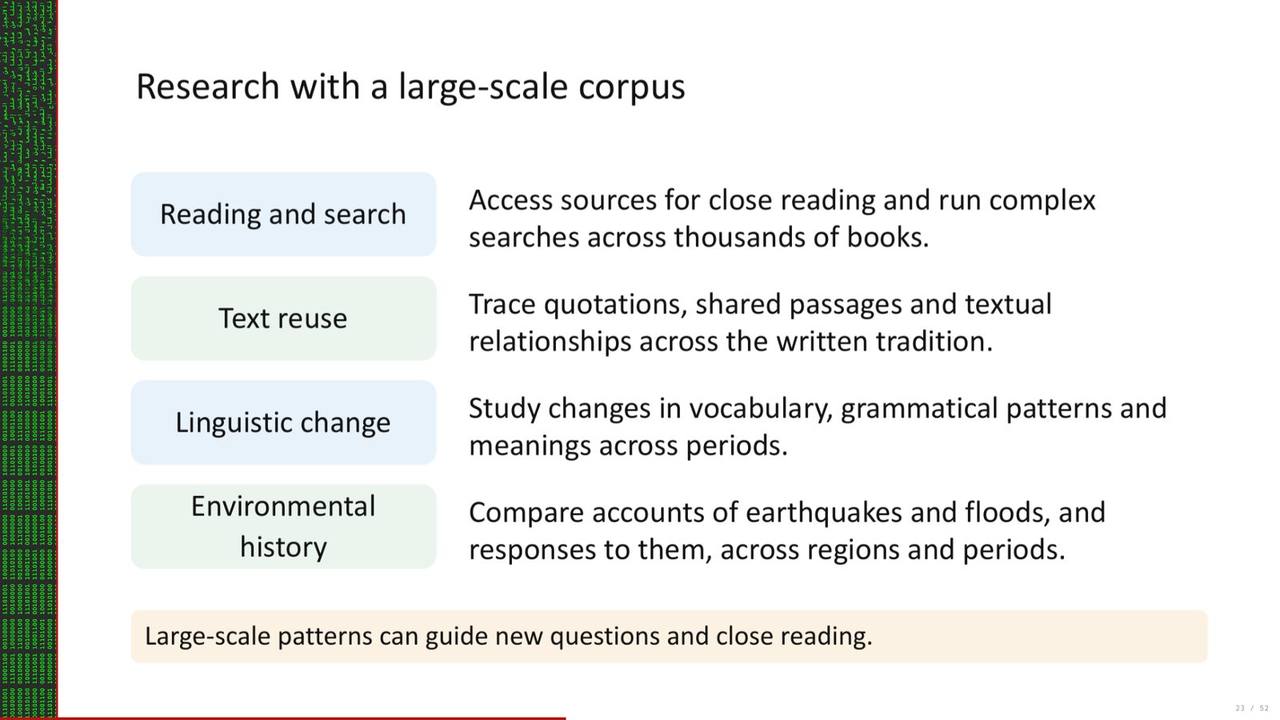 Research with a large-scale corpus
Reading and search
Access sources for close reading and run complex
searches across thousands of books.
Text reuse
Trace quotations, shared passages and textual
relationships across the written tradition.
Linguistic change
Study changes in vocabulary, grammatical patterns and
meanings across periods.
Environmental
history
Compare accounts of earthquakes and floods, and
responses to them, across regions and periods.
Large-scale patterns can guide new questions and close reading.
23 / 52